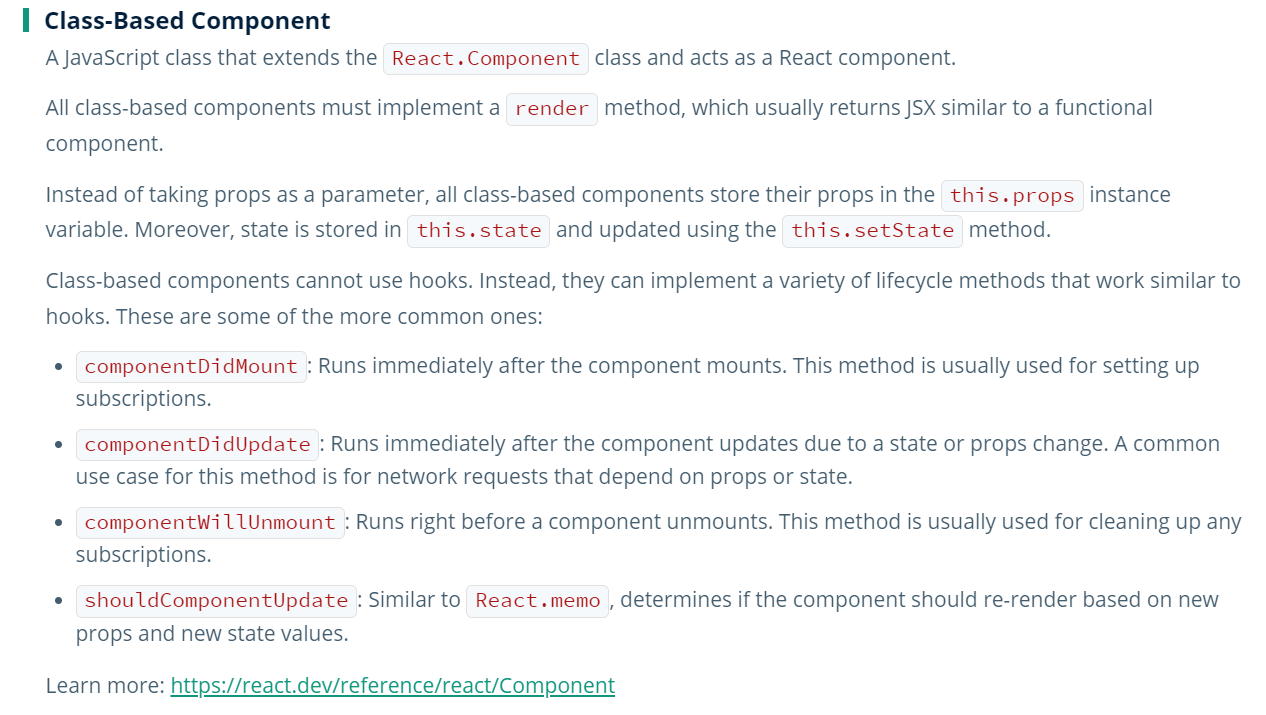 Class-Based Component
A JavaScript class that extends the React.Component class and acts as a React component.
All class-based components must implement a render method, which usually returns JSX similar to a functional
component.
Instead of taking props as a parameter, all class-based components store their props in the this.props instance
variable. Moreover, state is stored in this.state and updated using the this.setState method.
Class-based components cannot use hooks. Instead, they can implement a variety of lifecycle methods that work similar to
hooks. These are some of the more common ones:
• componentDidMount: Runs immediately after the component mounts. This method is usually used for setting up
subscriptions.
• componentDidUpdate: Runs immediately after the component updates due to a state or props change. A common
use case for this method is for network requests that depend on props or state.
• componentWillUnmount: Runs right before a component unmounts. This method is usually used for cleaning up any
subscriptions.
• shouldComponentUpdate: Similar to React.memo, determines if the component should re-render based on new
props and new state values.
Learn more: https://react.dev/reference/react/Component